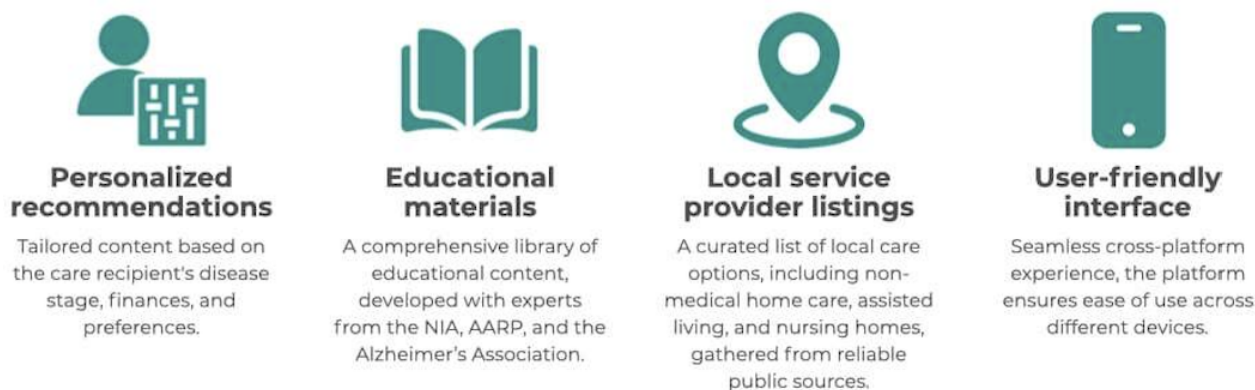 Personalized
recommendations
Tailored content based on
the care recipient's disease
stage, finances, and
preferences.
Educational
materials
A comprehensive library of
educational content,
developed with experts
from the NIA, AARP, and the
Alzheimer's Association.
Local service
provider listings
A curated list of local care
options, including non-
medical home care, assisted
living, and nursing homes,
gathered from reliable
public sources.
User-friendly
interface
Seamless cross-platform
experience, the platform
ensures ease of use across
different devices.